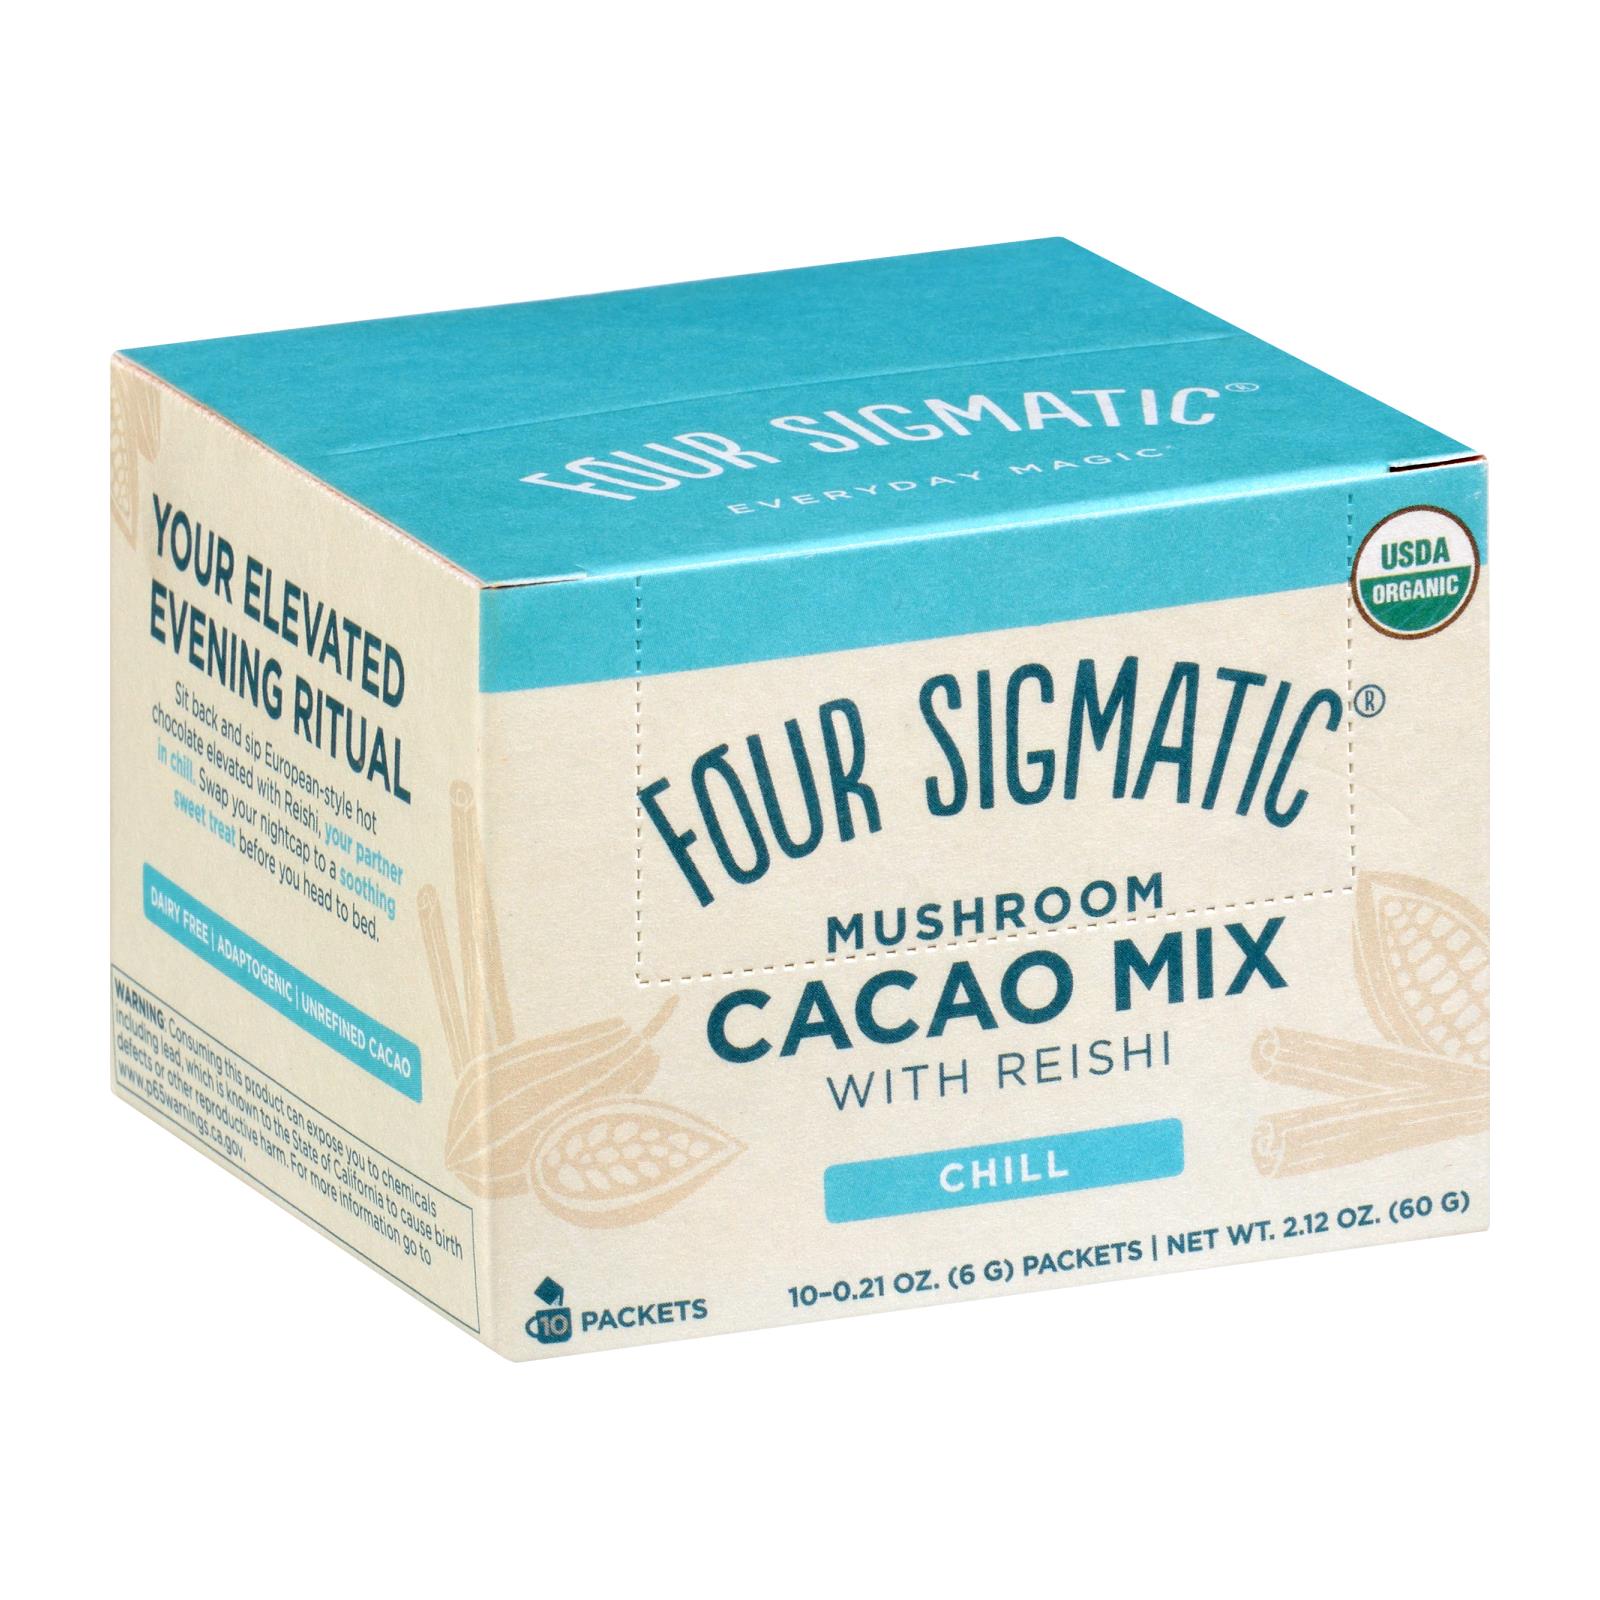 FOUR SIGMATIC®
EVERYDAY MAGIC
USDA
ORGANIC
FOUR SIGMATIC®
MUSHROOM
CACAO MIX
WITH REISHI
CHILL
10 PACKETS
10-0.21 OZ. (6 G) PACKETS | NET WT. 2.12 OZ. (60 G)
YOUR ELEVATED
EVENING RITUAL
Sit back and sip European-style hot
chocolate elevated with Reishi, your partner
in chill. Swap your nightcap to a soothing
sweet treat before you head to bed.
DAIRY FREE | ADAPTOGENIC | UNREFINED CACAO
WARNING: Consuming this product can expose you to chemicals
including lead, which is known to the State of California to cause birth
defects or other reproductive harm. For more information go to
www.p65warnings.ca.gov.